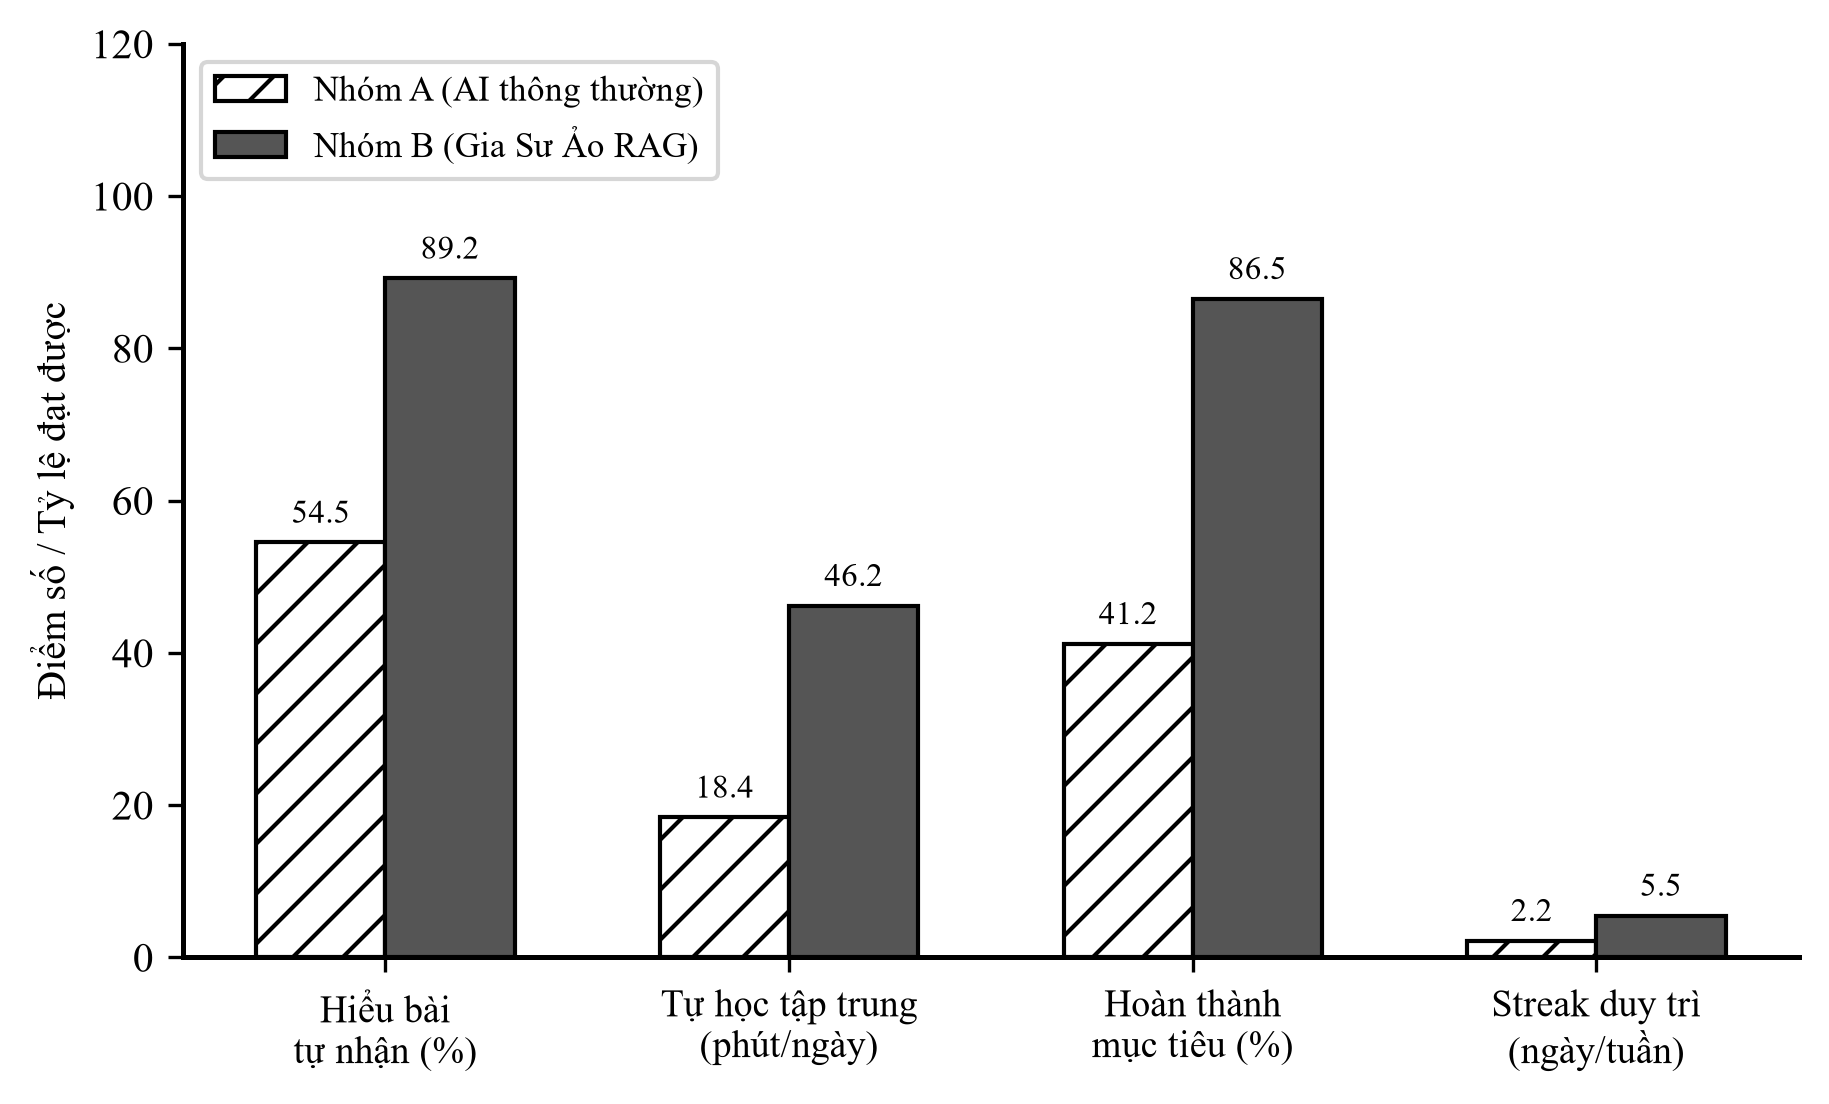 120
100
80
60
40
20
0
Điểm số / Tỷ lệ đạt được
Nhóm A (AI thông thường)
Nhóm B (Gia Sư Ảo RAG)
54.5
89.2
18.4
46.2
41.2
86.5
2.2
5.5
Hiểu bài
tự nhận (%)
Tự học tập trung
(phút/ngày)
Hoàn thành
mục tiêu (%)
Streak duy trì
(ngày/tuần)